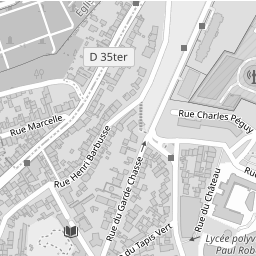 Eglise
D 35ter
Rue Charles Péguy
Rue Marcelle
Rue Henri Barbusse
Rue du Garde Chasse
Rue du Château
Rue du Tapis Vert
Lycée polyv
Paul Rob